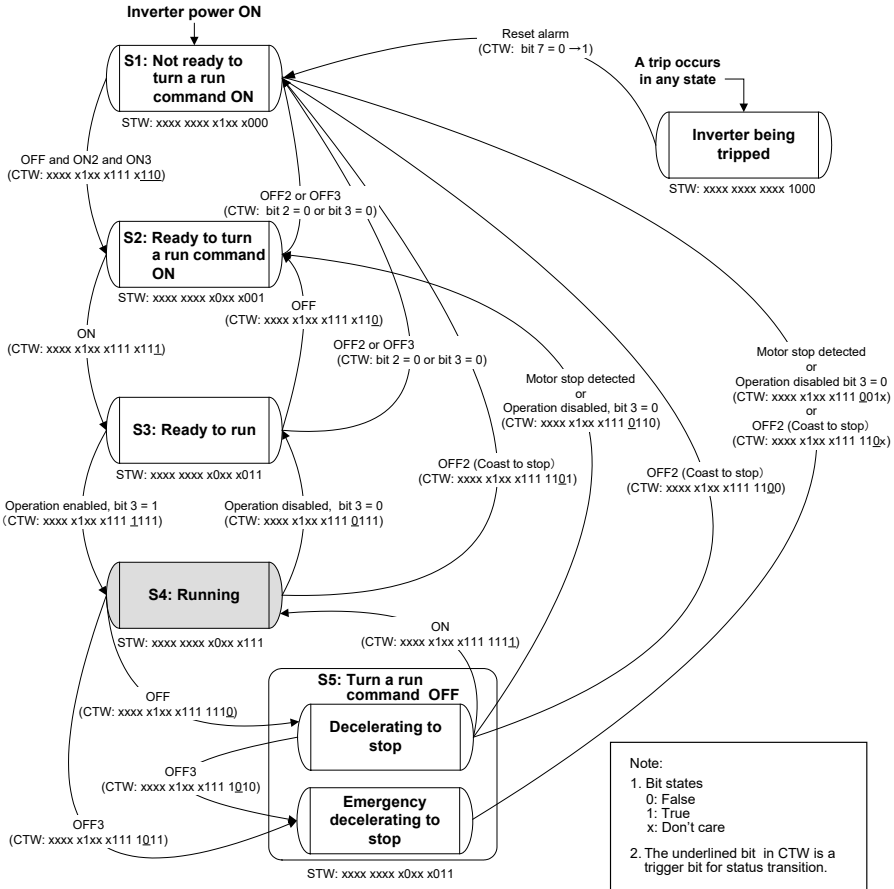 Inverter power ON
S1: Not ready to
turn a run
command ON
STW: xxxx xxxx x1xx x000
Reset alarm
(CTW: bit 7 = 0 →1)
A trip occurs
in any state
Inverter being
tripped
STW: xxxx xxxx xxxx 1000
OFF and ON2 and ON3
(CTW: xxxx x1xx x111 x110)
OFF2 or OFF3
(CTW: bit 2 = 0 or bit 3 = 0)
S2: Ready to turn
a run command
ON
STW: xxxx xxxx x0xx x001
ON
(CTW: xxxx x1xx x111 x111)
OFF
(CTW: xxxx x1xx x111 x110)
OFF2 or OFF3
(CTW: bit 2 = 0 or bit 3 = 0)
Motor stop detected
or
Operation disabled, bit 3 = 0
(CTW: xxxx x1xx x111 0110)
Motor stop detected
or
Operation disabled bit 3 = 0
(CTW: xxxx x1xx x111 001x)
or
OFF2 (Coast to stop)
(CTW: xxxx x1xx x111 110x)
S3: Ready to run
STW: xxxx xxxx x0xx x011
OFF2 (Coast to stop)
(CTW: xxxx x1xx x111 1101)
OFF2 (Coast to stop)
(CTW: xxxx x1xx x111 1100)
Operation enabled, bit 3 = 1
(CTW: xxxx x1xx x111 1111)
Operation disabled, bit 3 = 0
(CTW: xxxx x1xx x111 0111)
S4: Running
STW: xxxx xxxx x0xx x111
ON
(CTW: xxxx x1xx x111 1111)
OFF
(CTW: xxxx x1xx x111 1110)
S5: Turn a run
command OFF
Decelerating to
stop
OFF3
(CTW: xxxx x1xx x111 1010)
Emergency
decelerating to
stop
OFF3
(CTW: xxxx x1xx x111 1011)
STW: xxxx xxxx x0xx x011
Note:
1. Bit states
0: False
1: True
x: Don't care
2. The underlined bit in CTW is a
trigger bit for status transition.